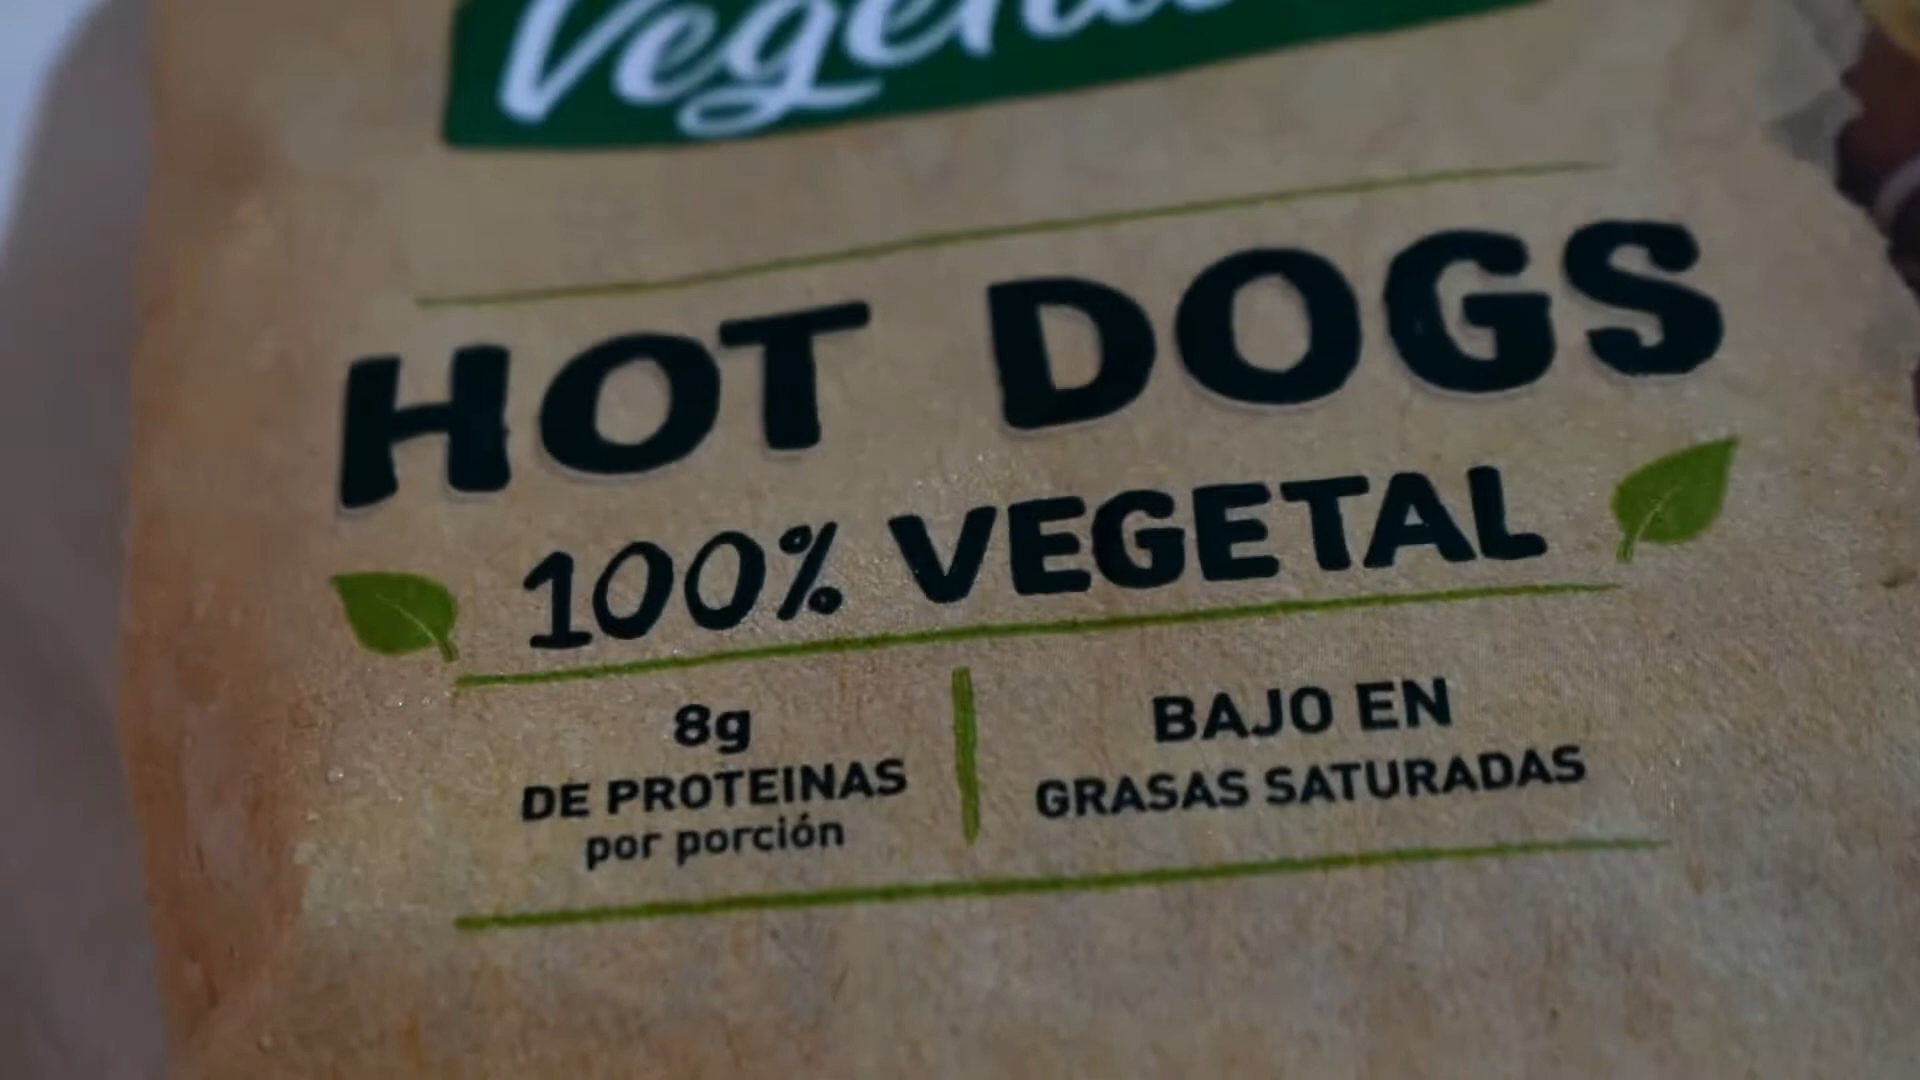 HOT DOGS
100% VEGETAL
8g
DE PROTEINAS
por porción
BAJO EN
GRASAS SATURADAS